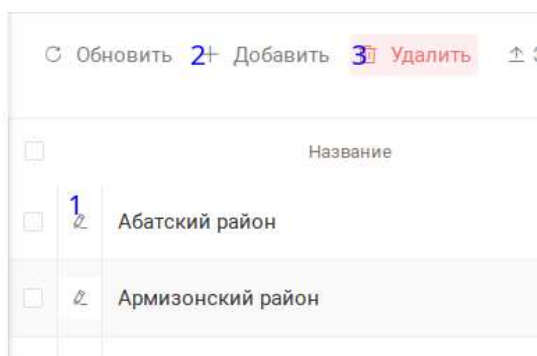 Обновить 2 Добавить 3 Удалить
Название
1
Абатский район
Армизонский район